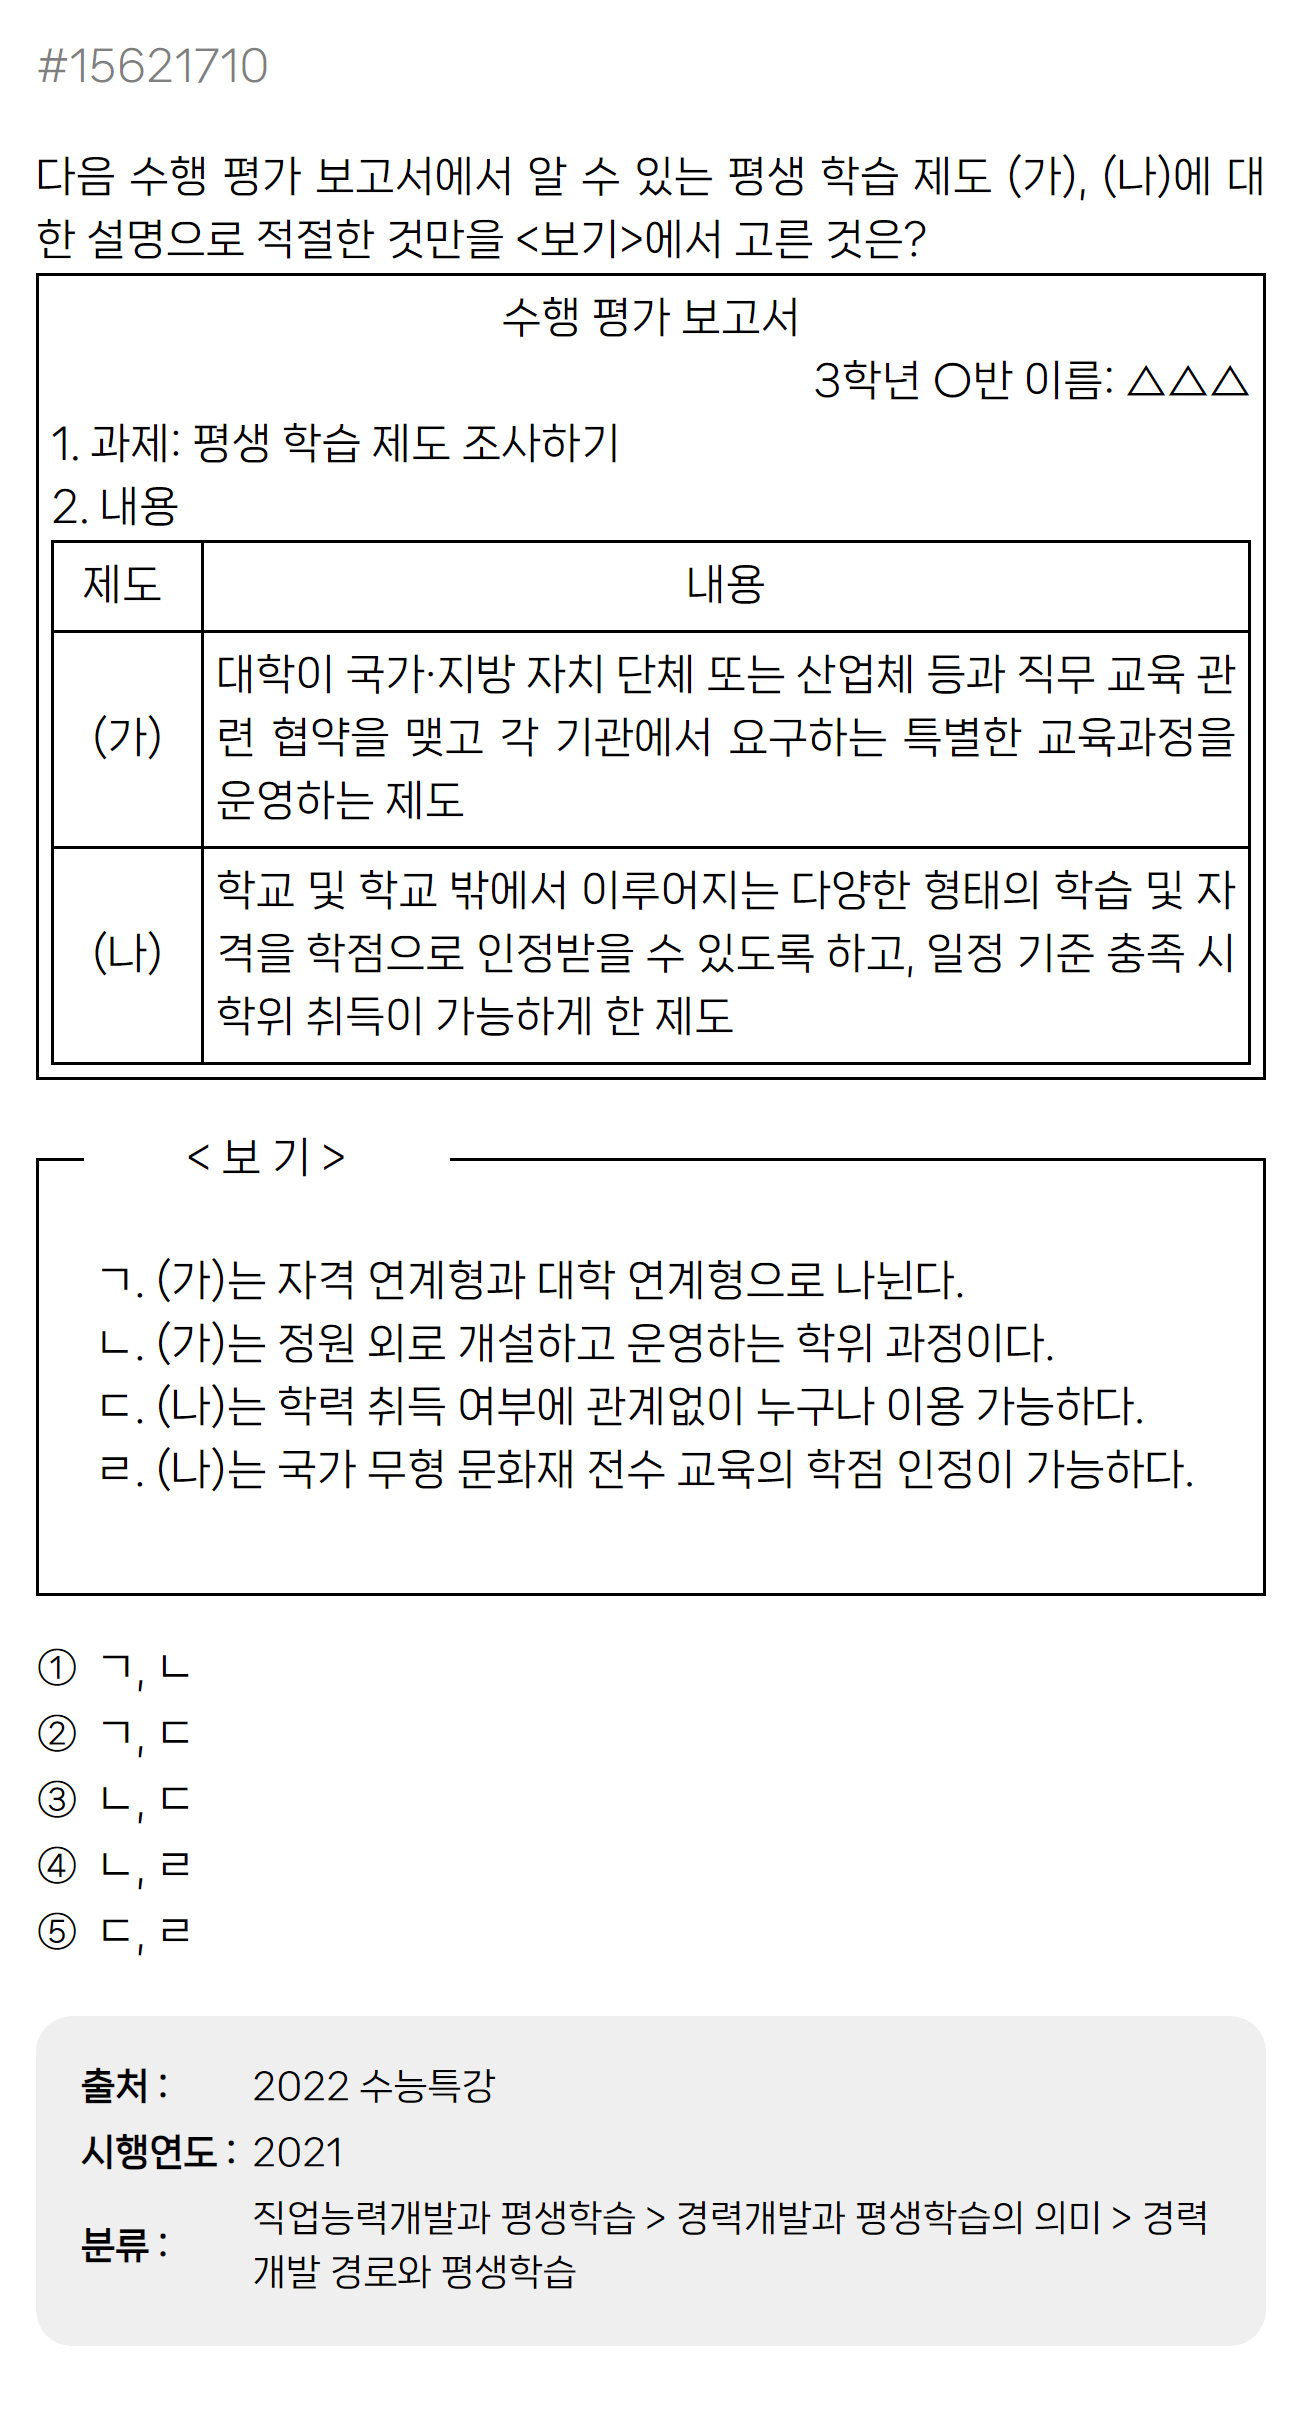 #15621710
다음 수행 평가 보고서에서 알 수 있는 평생 학습 제도 (가), (나)에 대
한 설명으로 적절한 것만을 <보기>에서 고른 것은?
수행 평가 보고서
3학년 ○반 이름: △△△
1. 과제: 평생 학습 제도 조사하기
2. 내용
제도 내용
(가)
대학이 국가·지방 자치 단체 또는 산업체 등과 직무 교육 관
련 협약을 맺고 각 기관에서 요구하는 특별한 교육과정을
운영하는 제도
(나)
학교 및 학교 밖에서 이루어지는 다양한 형태의 학습 및 자
격을 학점으로 인정받을 수 있도록 하고, 일정 기준 충족 시
학위 취득이 가능하게 한 제도
< 보 기 >
ㄱ. (가)는 자격 연계형과 대학 연계형으로 나뉜다.
ㄴ. (가)는 정원 외로 개설하고 운영하는 학위 과정이다.
ㄷ. (나)는 학력 취득 여부에 관계없이 누구나 이용 가능하다.
ㄹ. (나)는 국가 무형 문화재 전수 교육의 학점 인정이 가능하다.
① ㄱ, ㄴ
② ㄱ, ㄷ
③ ㄴ, ㄷ
④ ㄴ, ㄹ
⑤ ㄷ, ㄹ
출처 : 2022 수능특강
시행연도 : 2021
분류 : 직업능력개발과 평생학습 > 경력개발과 평생학습의 의미 > 경력
개발 경로와 평생학습